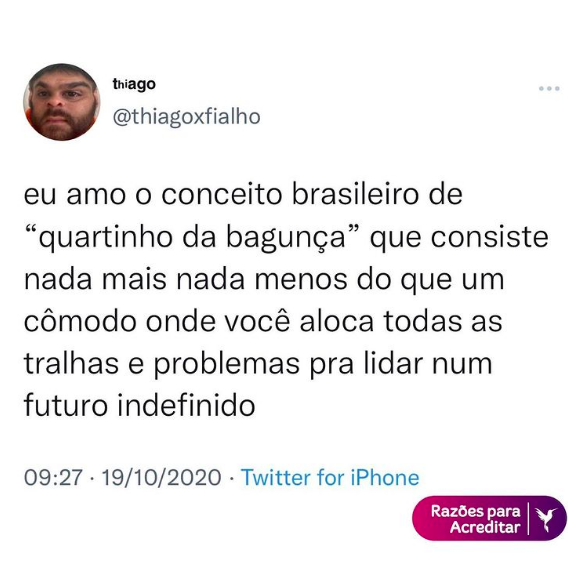 thiago
@thiagoxfialho
eu amo o conceito brasileiro de
“quartinho da bagunça” que consiste
nada mais nada menos do que um
cômodo onde você aloca todas as
tralhas e problemas pra lidar num
futuro indefinido
09:27 · 19/10/2020 · Twitter for iPhone
Razões para
Acreditar